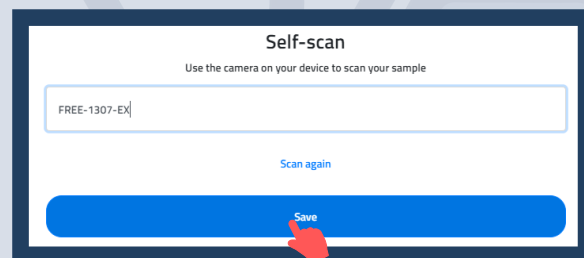 Self-scan
Use the camera on your device to scan your sample
FREE-1307-EX
Scan again
Save